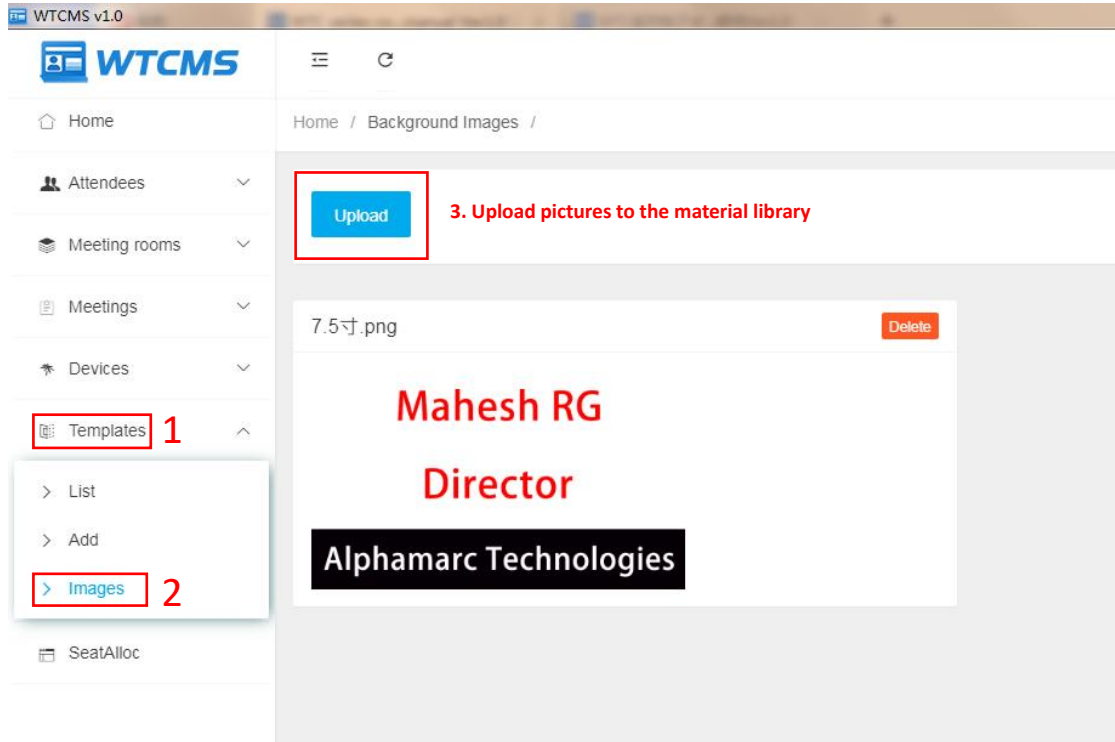 WTCMS v1.0
WTCMS
Home
Home / Background Images /
Attendees
Upload
3. Upload pictures to the material library
Meeting rooms
Meetings
7.5寸.png
Delete
Devices
Mahesh RG
Templates 1
Director
List
Add
Alphamarc Technologies
Images 2
SeatAlloc